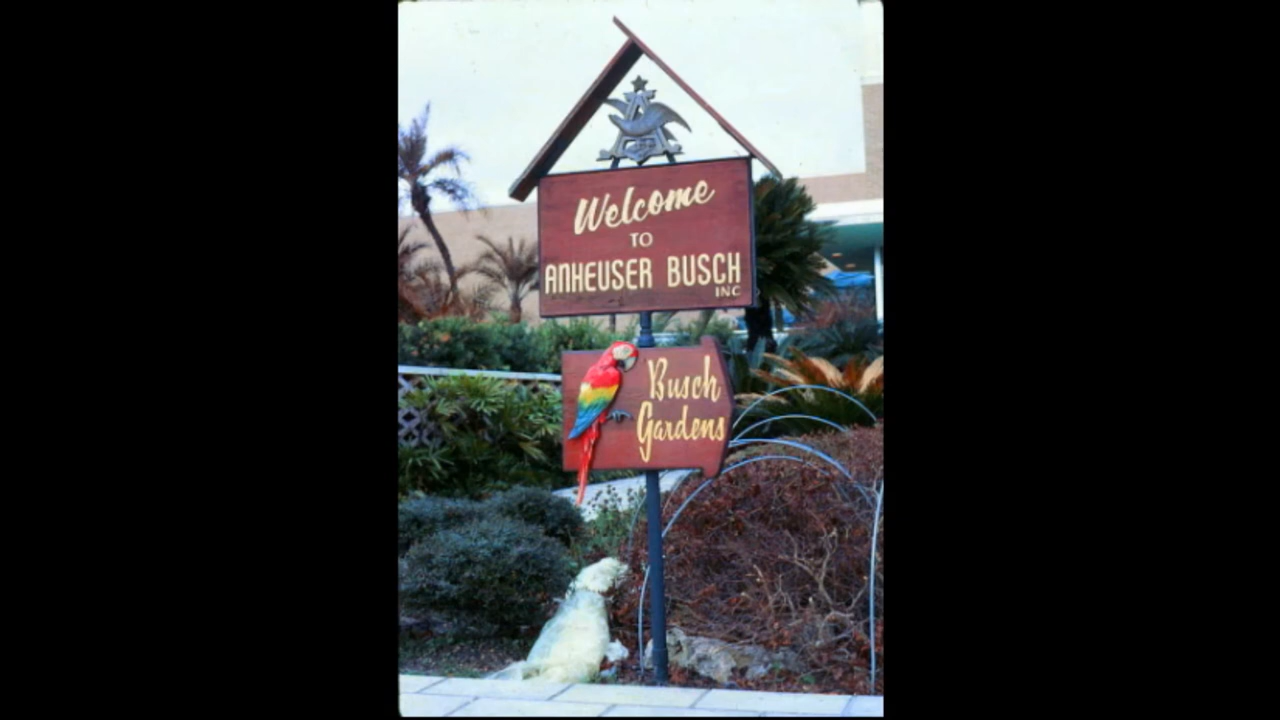 Welcome
TO
ANHEUSER BUSCH
INC
Busch
Gardens